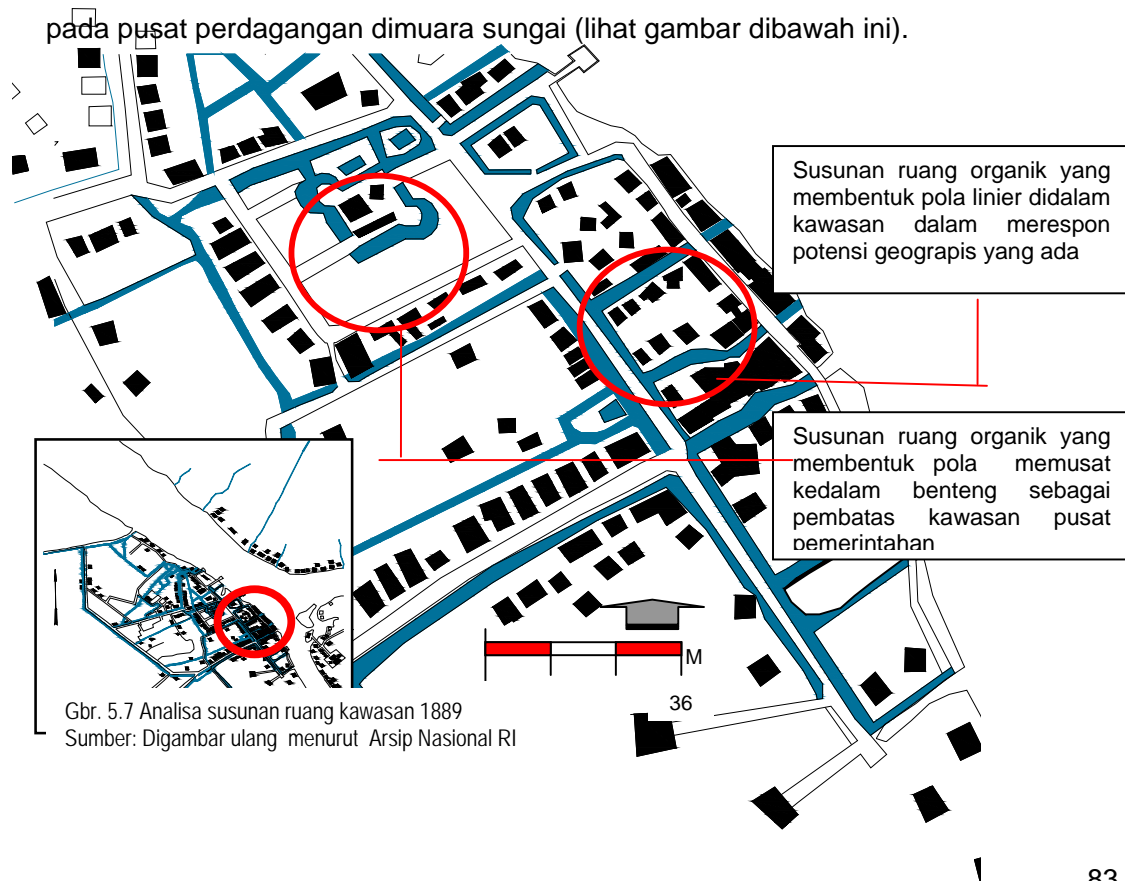 pada pusat perdagangan dimuara sungai (lihat gambar dibawah ini).
Susunan ruang organik yang
membentuk pola linier didalam
kawasan dalam merespon
potensi geograpis yang ada
Susunan ruang organik yang
membentuk pola memusat
kedalam benteng sebagai
pembatas kawasan pusat
pemerintahan
M
36
Gbr. 5.7 Analisa susunan ruang kawasan 1889
Sumber: Digambar ulang menurut Arsip Nasional RI
83